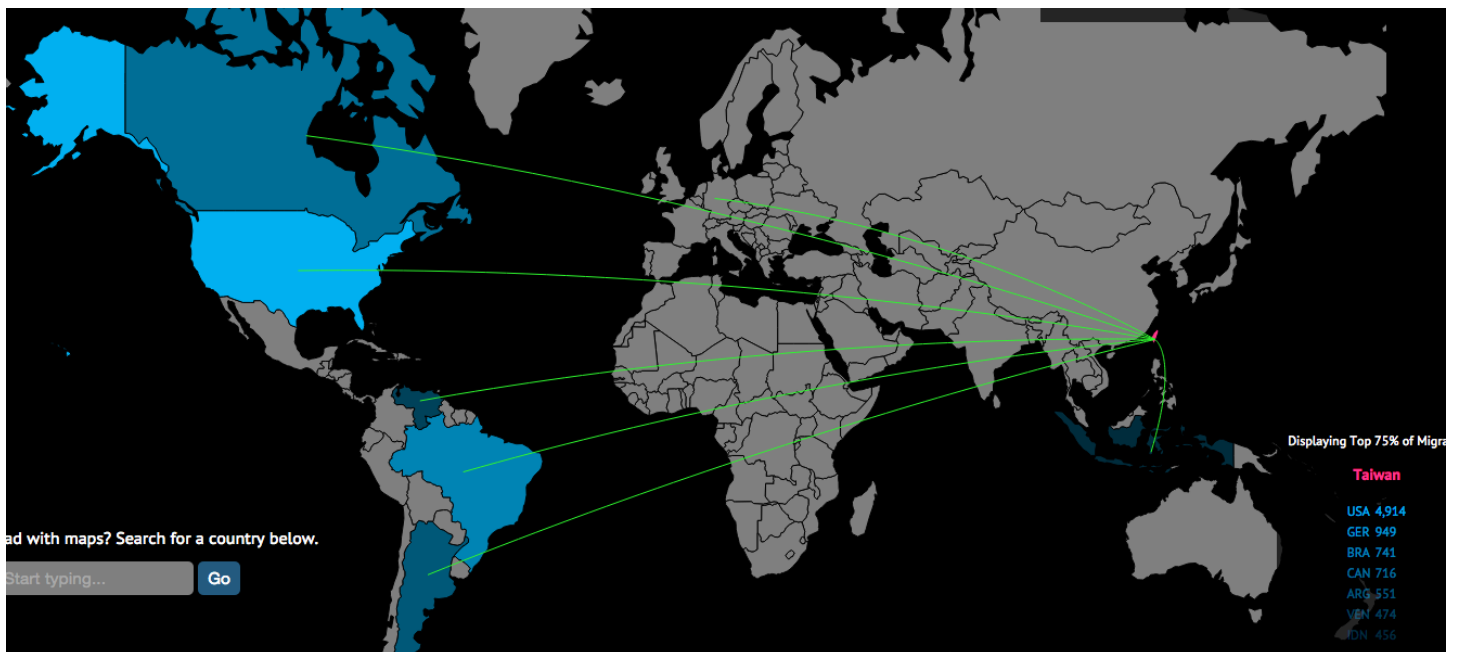 Displaying Top 75% of Migra
Taiwan
USA 4,914
GER 949
BRA 741
CAN 716
ARG 551
VEN 474
IDN 456
ad with maps? Search for a country below.
Start typing...
Go